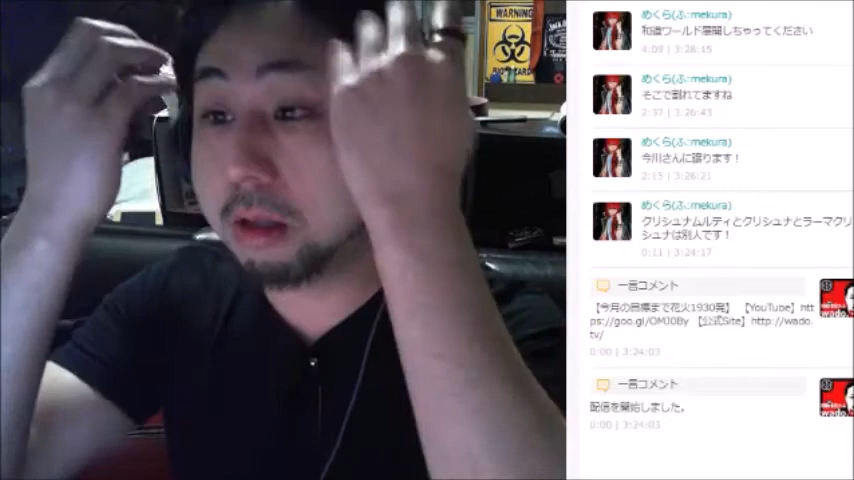 WARNING
めくら(ふ:mekura)
和道ワールド展開しちゃってください
4:09 | 3:28:15
めくら(ふ:mekura)
そこで割れてますね
2:37 | 3:26:43
めくら(ふ:mekura)
今川さんに譲ります！
2:15 | 3:26:21
めくら(ふ:mekura)
クリシュナムルティとクリシュナとラーマクリ
シュナは別人です！
0:11 | 3:24:17
一言コメント
【今月の目標まで花火1930発】 【YouTube】htt
ps://goo.gl/OMJ0By 【公式Site】http://wado.
tv/
0:00 | 3:24:03
一言コメント
配信を開始しました。
0:00 | 3:24:03